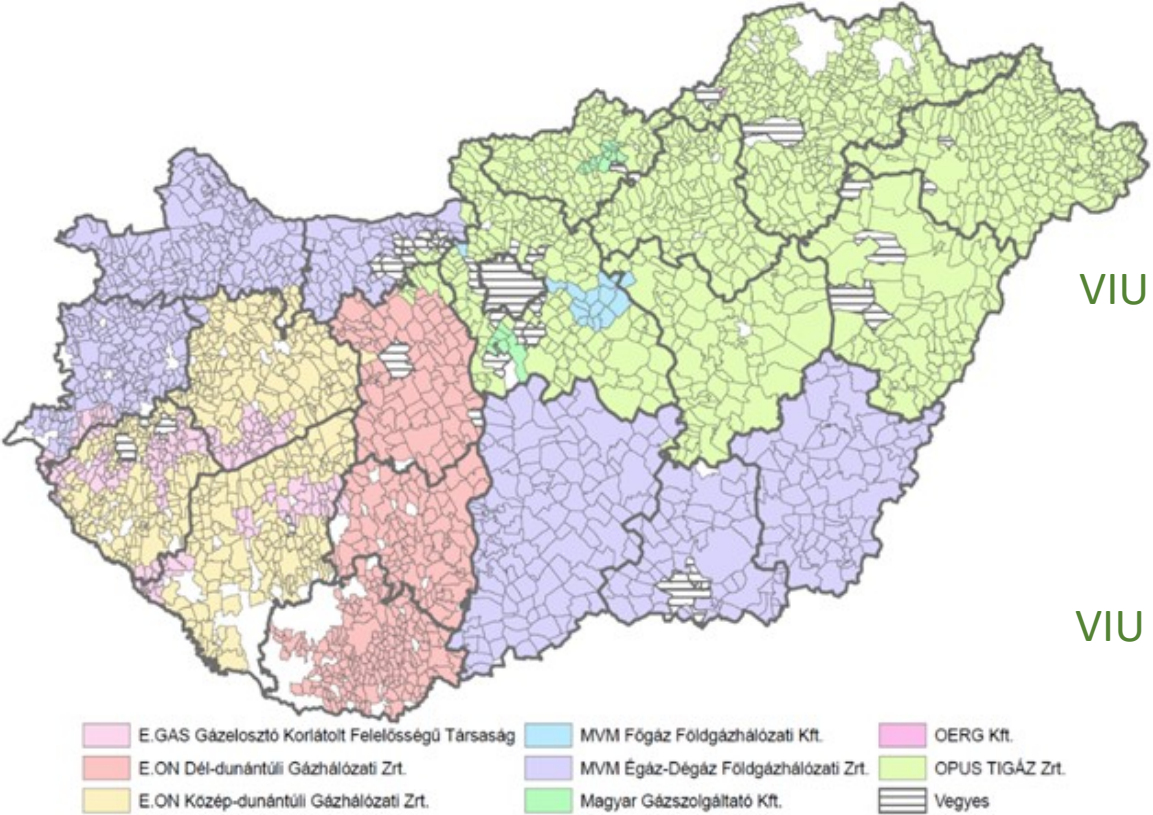 VIU
VIU
E.GAS Gázelosztó Korlátolt Felelősségű Társaság
MVM Főgáz Földgázhálózati Kft.
OERG Kft.
E.ON Dél-dunántúli Gázhálózati Zrt.
MVM Égáz-Dégáz Földgázhálózati Zrt.
OPUS TIGÁZ Zrt.
E.ON Közép-dunántúli Gázhálózati Zrt.
Magyar Gázszolgáltató Kft.
Vegyes